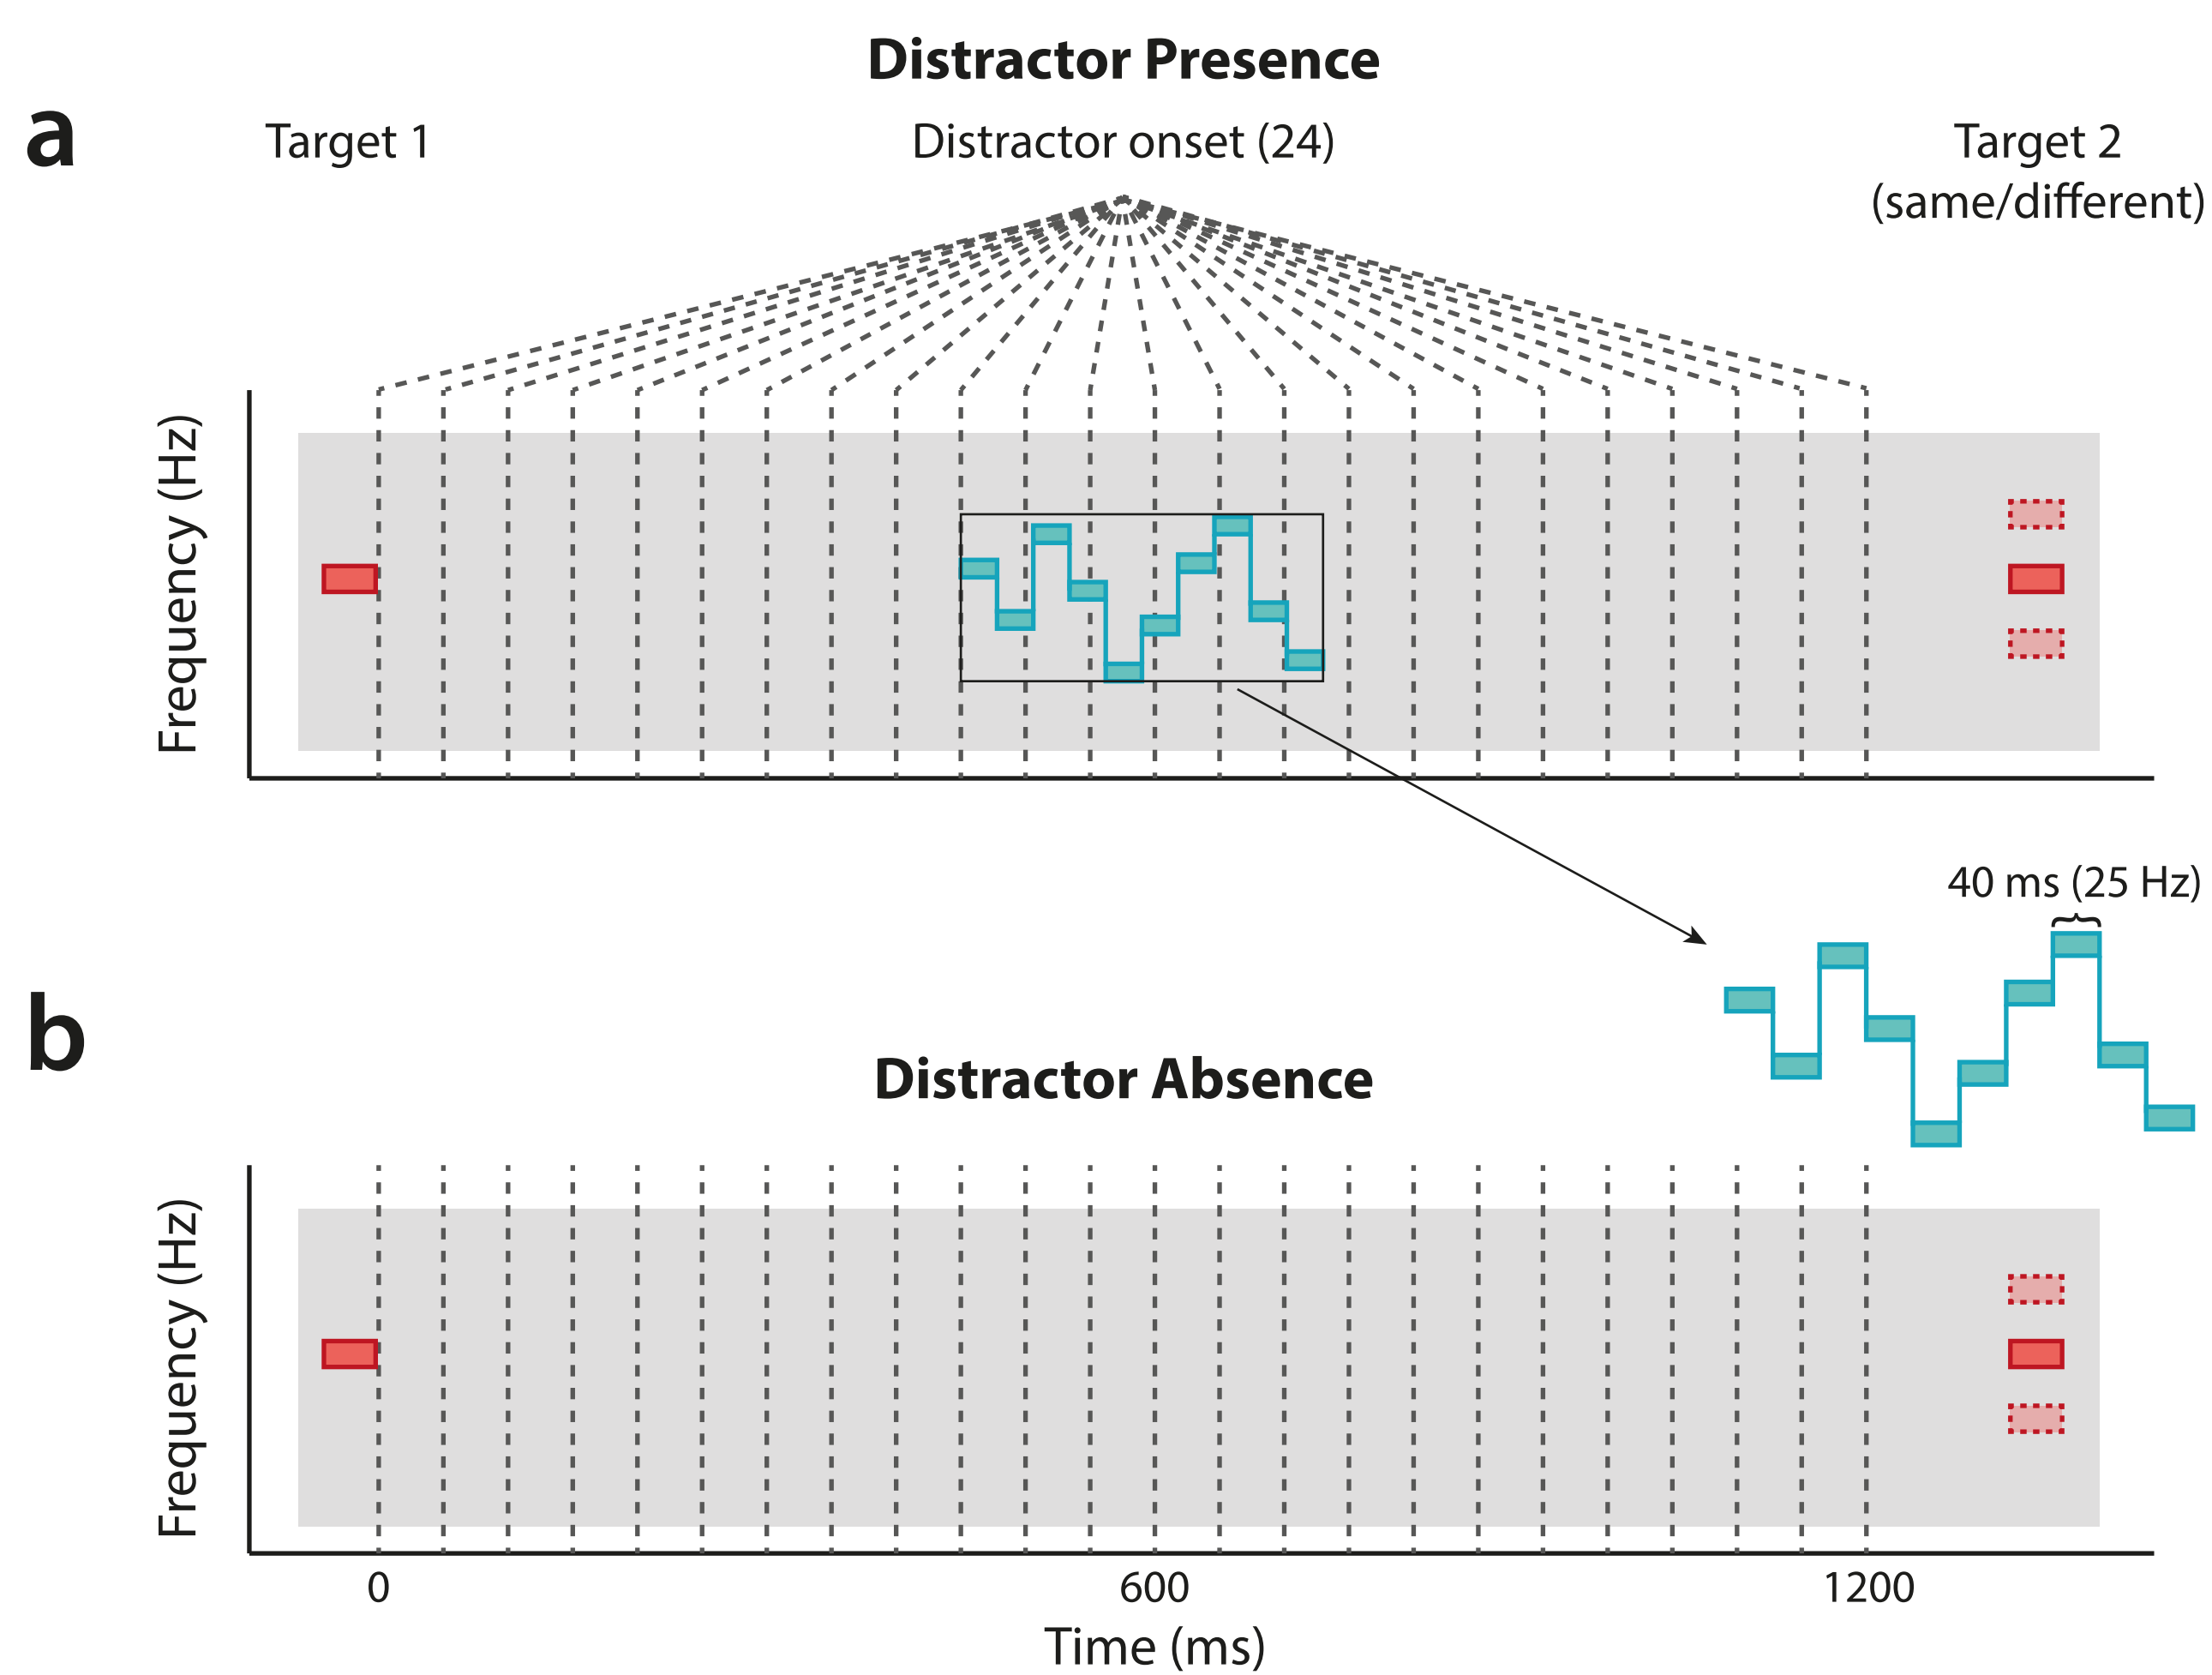 Distractor Presence
a
Target 1
Distractor onset (24)
Target 2
(same/different)
Frequency (Hz)
40 ms (25 Hz)
b
Distractor Absence
Frequency (Hz)
0
600
1200
Time (ms)